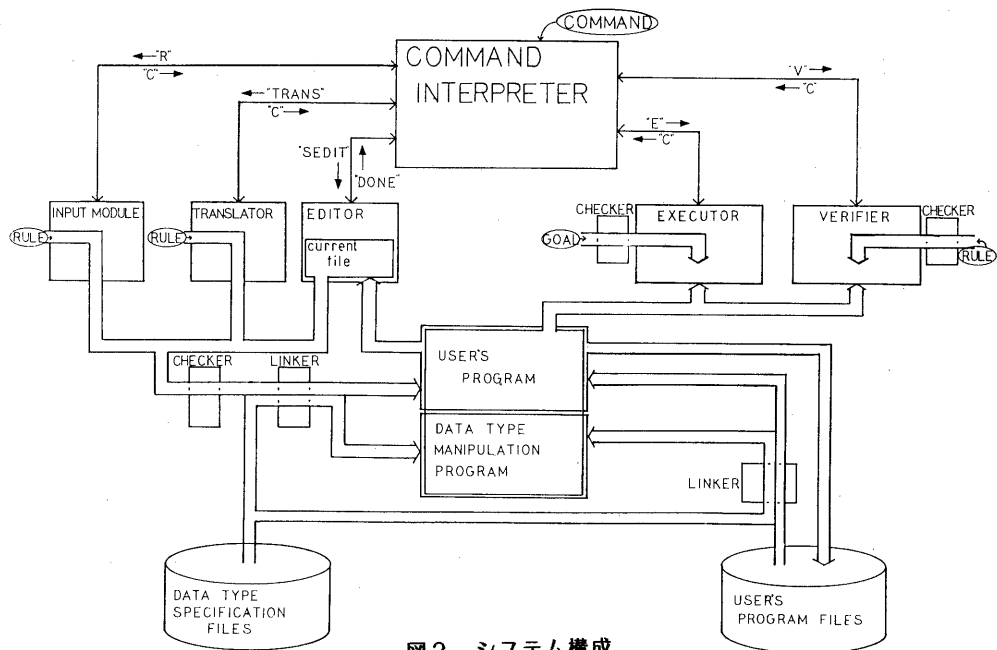 COMMAND
COMMAND
INTERPRETER
"R"
"C"
"TRANS"
"C"
"SEDIT"
"DONE"
"V"
"C"
"E"
"C"
INPUT MODULE
RULE
TRANSLATOR
RULE
EDITOR
current
file
CHECKER
GOAL
EXECUTOR
VERIFIER
CHECKER
RULE
CHECKER
LINKER
USER'S
PROGRAM
DATA TYPE
MANIPULATION
PROGRAM
LINKER
DATA TYPE
SPECIFICATION
FILES
USER'S
PROGRAM FILES
図2 システム構成